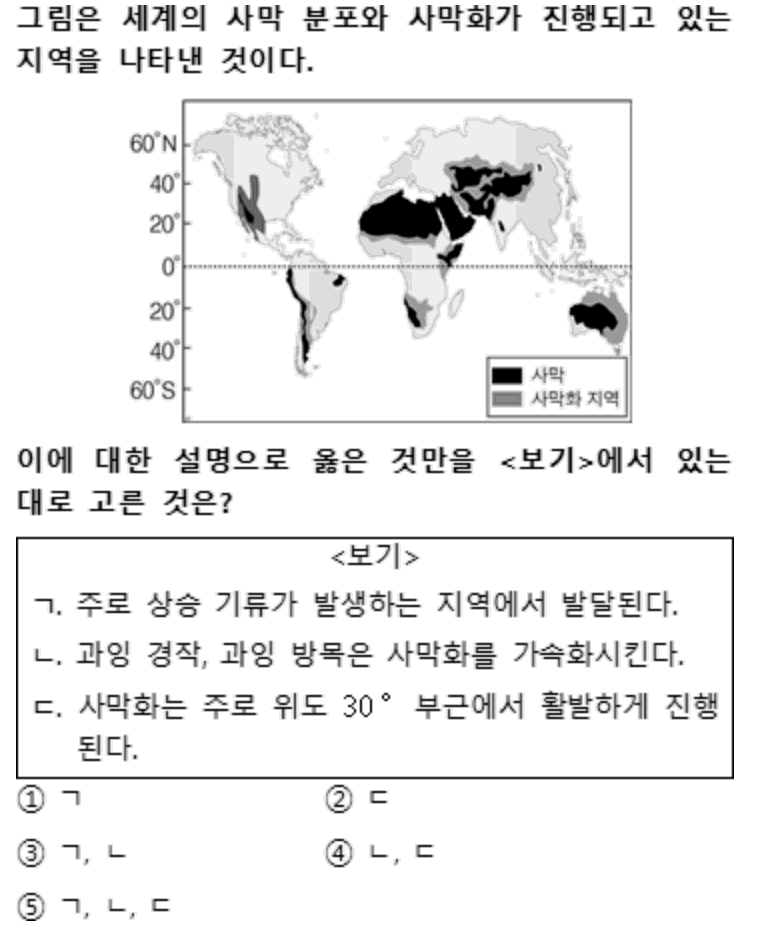 그림은 세계의 사막 분포와 사막화가 진행되고 있는
지역을 나타낸 것이다.
60°N
40°
20°
0°
20°
40°
60°S
사막
사막화 지역
이에 대한 설명으로 옳은 것만을 <보기>에서 있는
대로 고른 것은?
<보기>
ㄱ. 주로 상승 기류가 발생하는 지역에서 발달된다.
ㄴ. 과잉 경작, 과잉 방목은 사막화를 가속화시킨다.
ㄷ. 사막화는 주로 위도 30° 부근에서 활발하게 진행
된다.
① ㄱ ② ㄷ
③ ㄱ, ㄴ ④ ㄴ, ㄷ
⑤ ㄱ, ㄴ, ㄷ